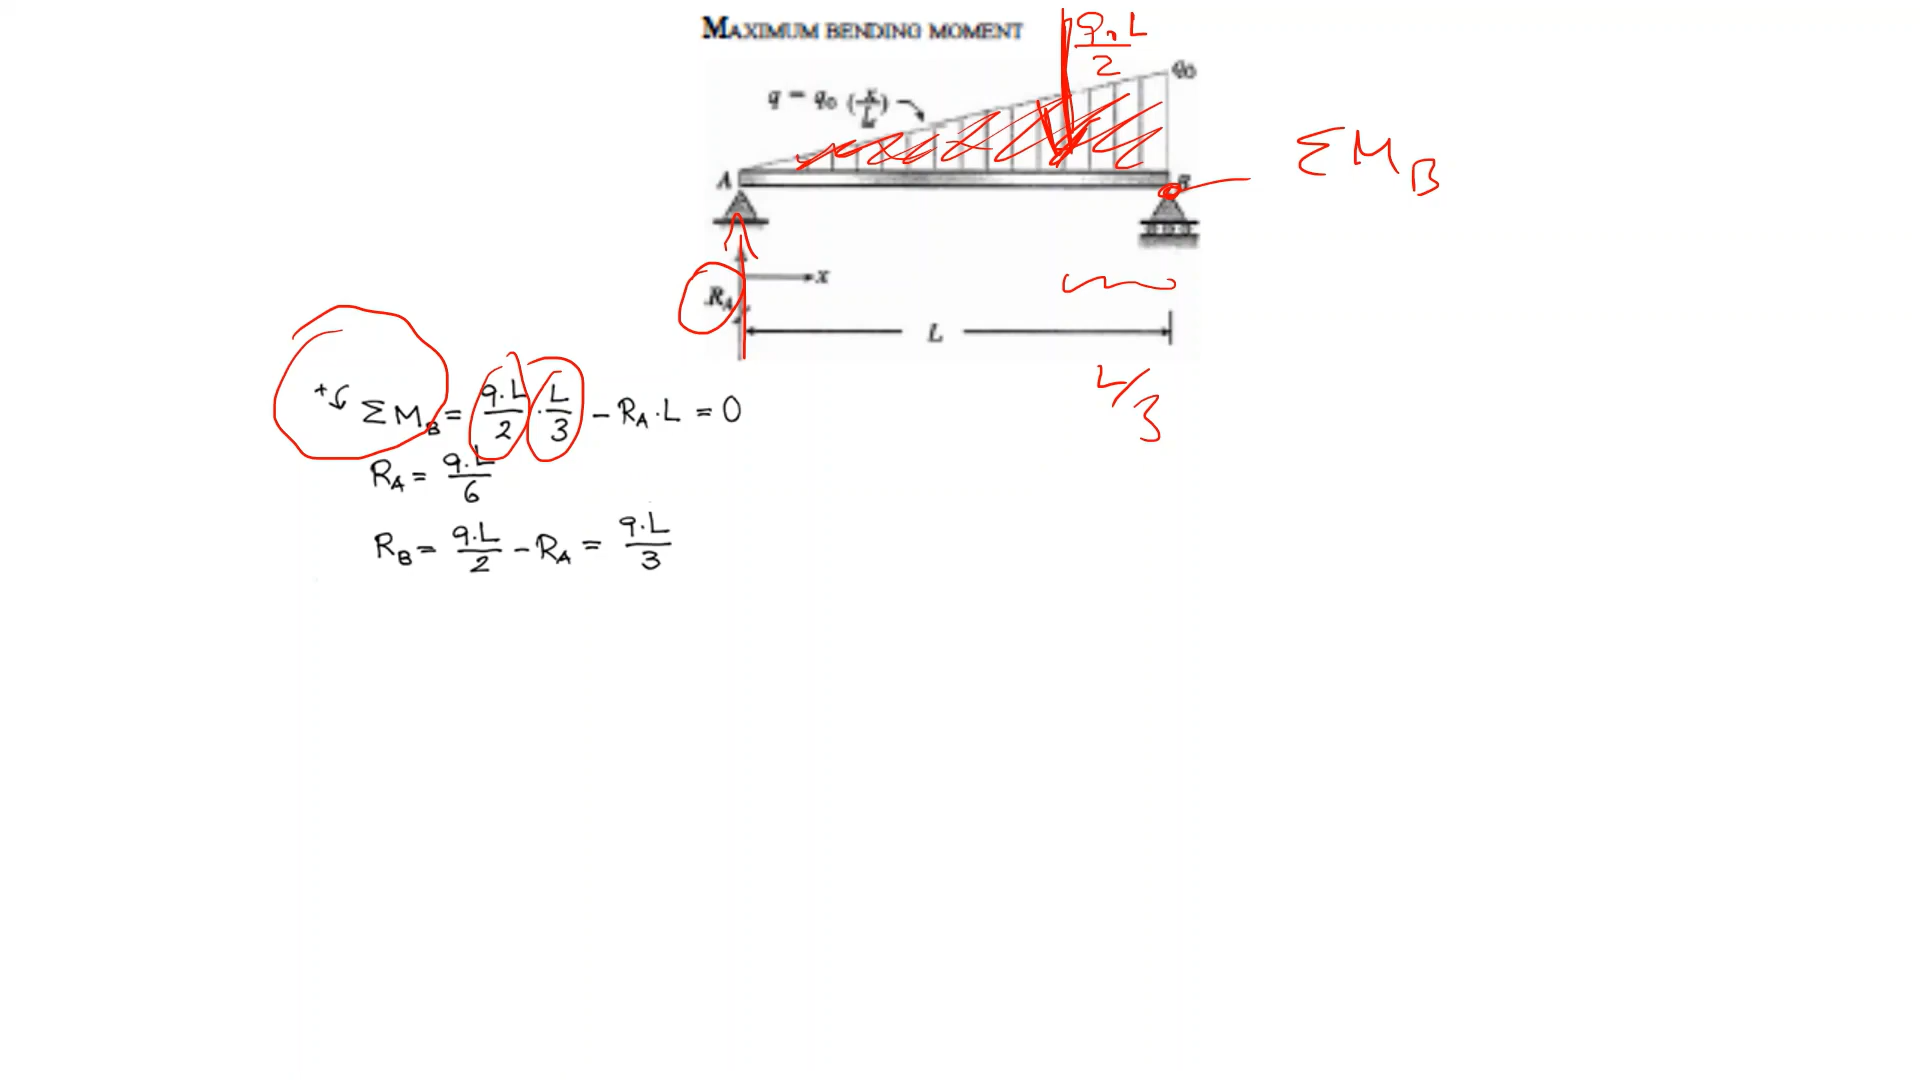 MAXIMUM BENDING MOMENT
q₀.L/2
q₀
q = q₀ (x/L)
ΣM_B
A
B
x
R_A
L
L/3
+ ΣM_B = q.L/2 . L/3 - R_A.L = 0
R_A = q.L/6
R_B = q.L/2 - R_A = q.L/3